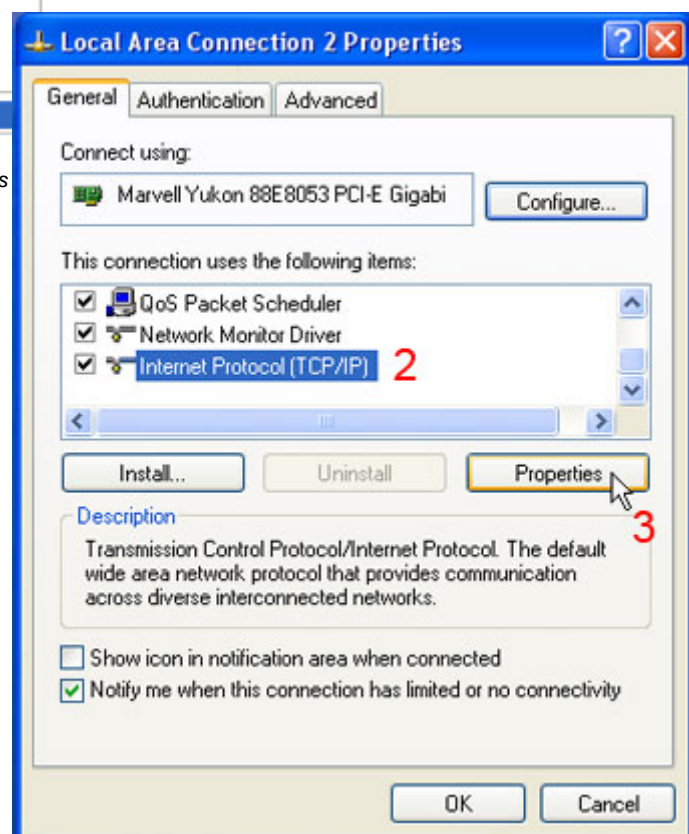 Local Area Connection 2 Properties
General Authentication Advanced
Connect using:
s
Marvell Yukon 88E8053 PCI-E Gigabi Configure...
This connection uses the following items:
QoS Packet Scheduler
Network Monitor Driver
Internet Protocol (TCP/IP) 2
Install... Uninstall Properties
3
Description
Transmission Control Protocol/Internet Protocol. The default
wide area network protocol that provides communication
across diverse interconnected networks.
Show icon in notification area when connected
Notify me when this connection has limited or no connectivity
OK Cancel